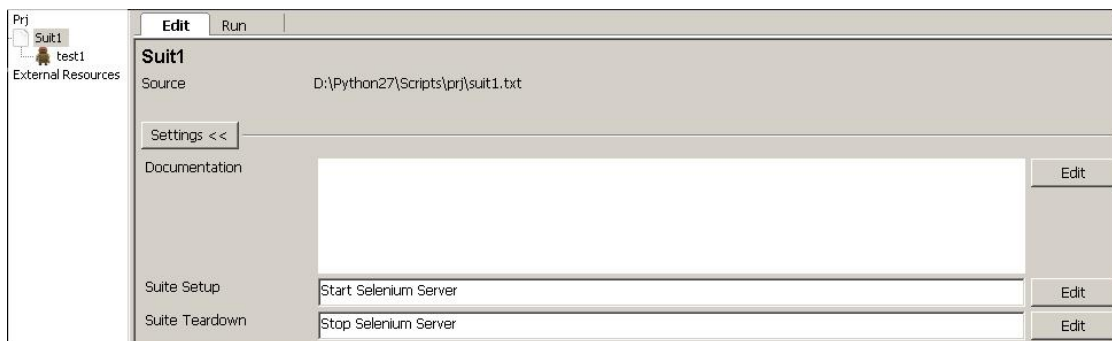 Prj
Suit1
test1
External Resources
Edit Run
Suit1
Source D:\Python27\Scripts\prj\suit1.txt
Settings <<
Documentation Edit
Suite Setup Start Selenium Server Edit
Suite Teardown Stop Selenium Server Edit